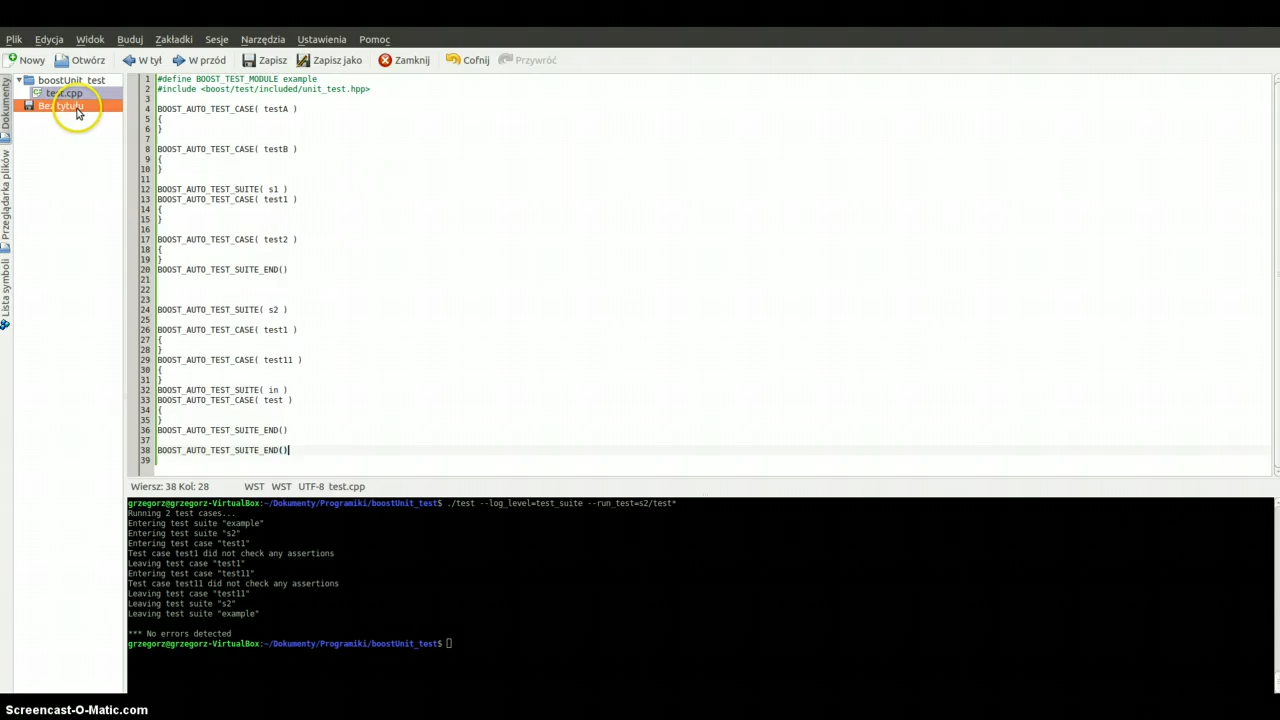 Plik Edycja Widok Buduj Zakładki Sesje Narzędzia Ustawienia Pomoc
Nowy Otwórz W tył W przód Zapisz Zapisz jako Zamknij Cofnij Przywróć
Dokumenty
Przeglądarka plików
Lista symboli
boostUnit_test
test.cpp
Bez tytułu
1 #define BOOST_TEST_MODULE example
2 #include <boost/test/included/unit_test.hpp>
3
4 BOOST_AUTO_TEST_CASE( testA )
5 {
6 }
7
8 BOOST_AUTO_TEST_CASE( testB )
9 {
10 }
11
12 BOOST_AUTO_TEST_SUITE( s1 )
13 BOOST_AUTO_TEST_CASE( test1 )
14 {
15 }
16
17 BOOST_AUTO_TEST_CASE( test2 )
18 {
19 }
20 BOOST_AUTO_TEST_SUITE_END()
21
22
23
24 BOOST_AUTO_TEST_SUITE( s2 )
25
26 BOOST_AUTO_TEST_CASE( test1 )
27 {
28 }
29 BOOST_AUTO_TEST_CASE( test11 )
30 {
31 }
32 BOOST_AUTO_TEST_SUITE( in )
33 BOOST_AUTO_TEST_CASE( test )
34 {
35 }
36 BOOST_AUTO_TEST_SUITE_END()
37
38 BOOST_AUTO_TEST_SUITE_END()
39
Wiersz: 38 Kol: 28 WST WST UTF-8 test.cpp
grzegorz@grzegorz-VirtualBox:~/Dokumenty/Programiki/boostUnit_test$ ./test --log_level=test_suite --run_test=s2/test*
Running 2 test cases...
Entering test suite "example"
Entering test suite "s2"
Entering test case "test1"
Test case test1 did not check any assertions
Leaving test case "test1"
Entering test case "test11"
Test case test11 did not check any assertions
Leaving test case "test11"
Leaving test suite "s2"
Leaving test suite "example"
*** No errors detected
grzegorz@grzegorz-VirtualBox:~/Dokumenty/Programiki/boostUnit_test$
Screencast-O-Matic.com